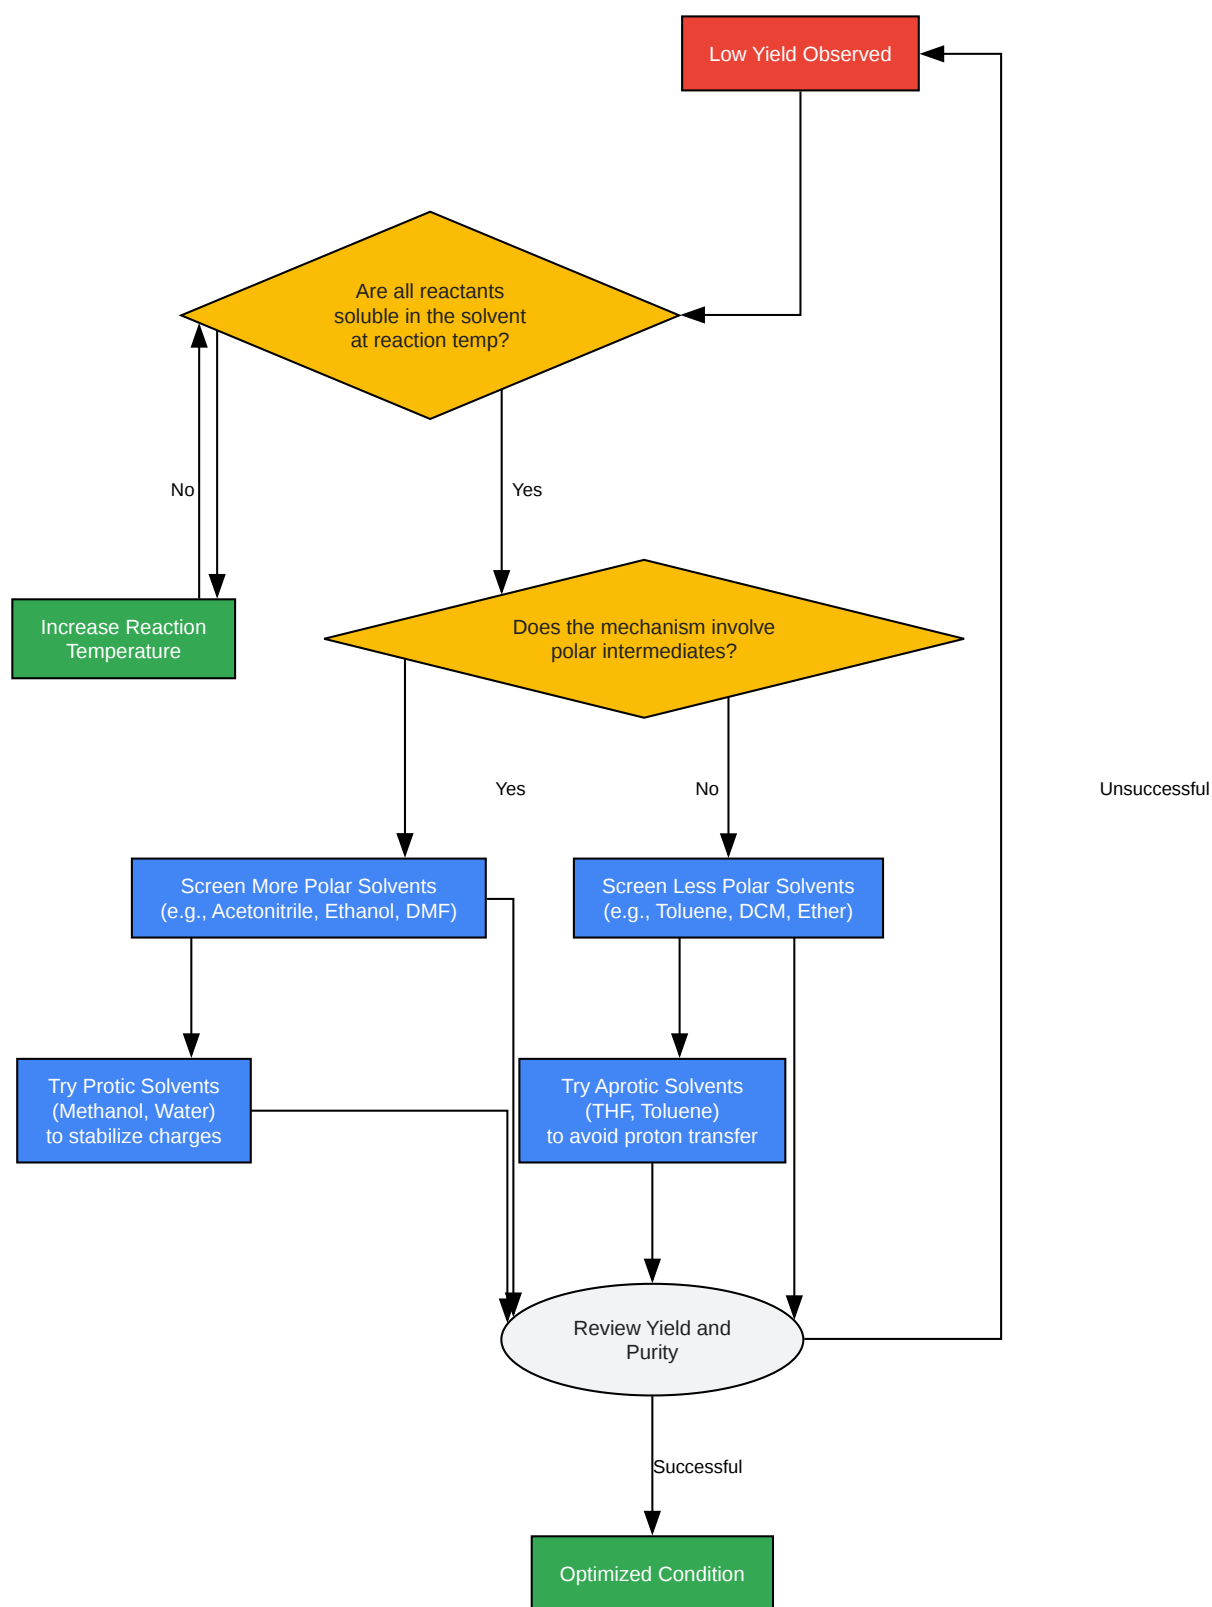 Low Yield Observed
Are all reactants
soluble in the solvent
at reaction temp?
No
Yes
Increase Reaction
Temperature
Does the mechanism involve
polar intermediates?
Yes
No
Unsuccessful
Screen More Polar Solvents
(e.g., Acetonitrile, Ethanol, DMF)
Screen Less Polar Solvents
(e.g., Toluene, DCM, Ether)
Try Protic Solvents
(Methanol, Water)
to stabilize charges
Try Aprotic Solvents
(THF, Toluene)
to avoid proton transfer
Review Yield and
Purity
Successful
Optimized Condition